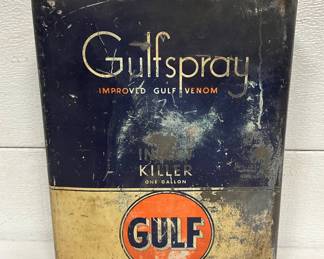 Gulfspray
IMPROVED GULF VENOM
KILLER
ONE GALLON
GULF